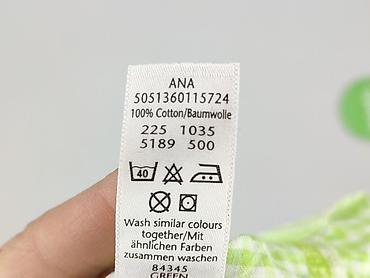 ANA
5051360115724
100% Cotton/Baumwolle
225 1035
5189 500
40
Wash similar colours
together/Mit
ähnlichen Farben
zusammen waschen
84345
GREEN